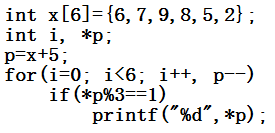 int x[6]={6,7,9,8,5,2};
int i, *p;
p=x+5;
for(i=0; i<6; i++, p--)
if(*p%3==1)
printf("%d",*p);